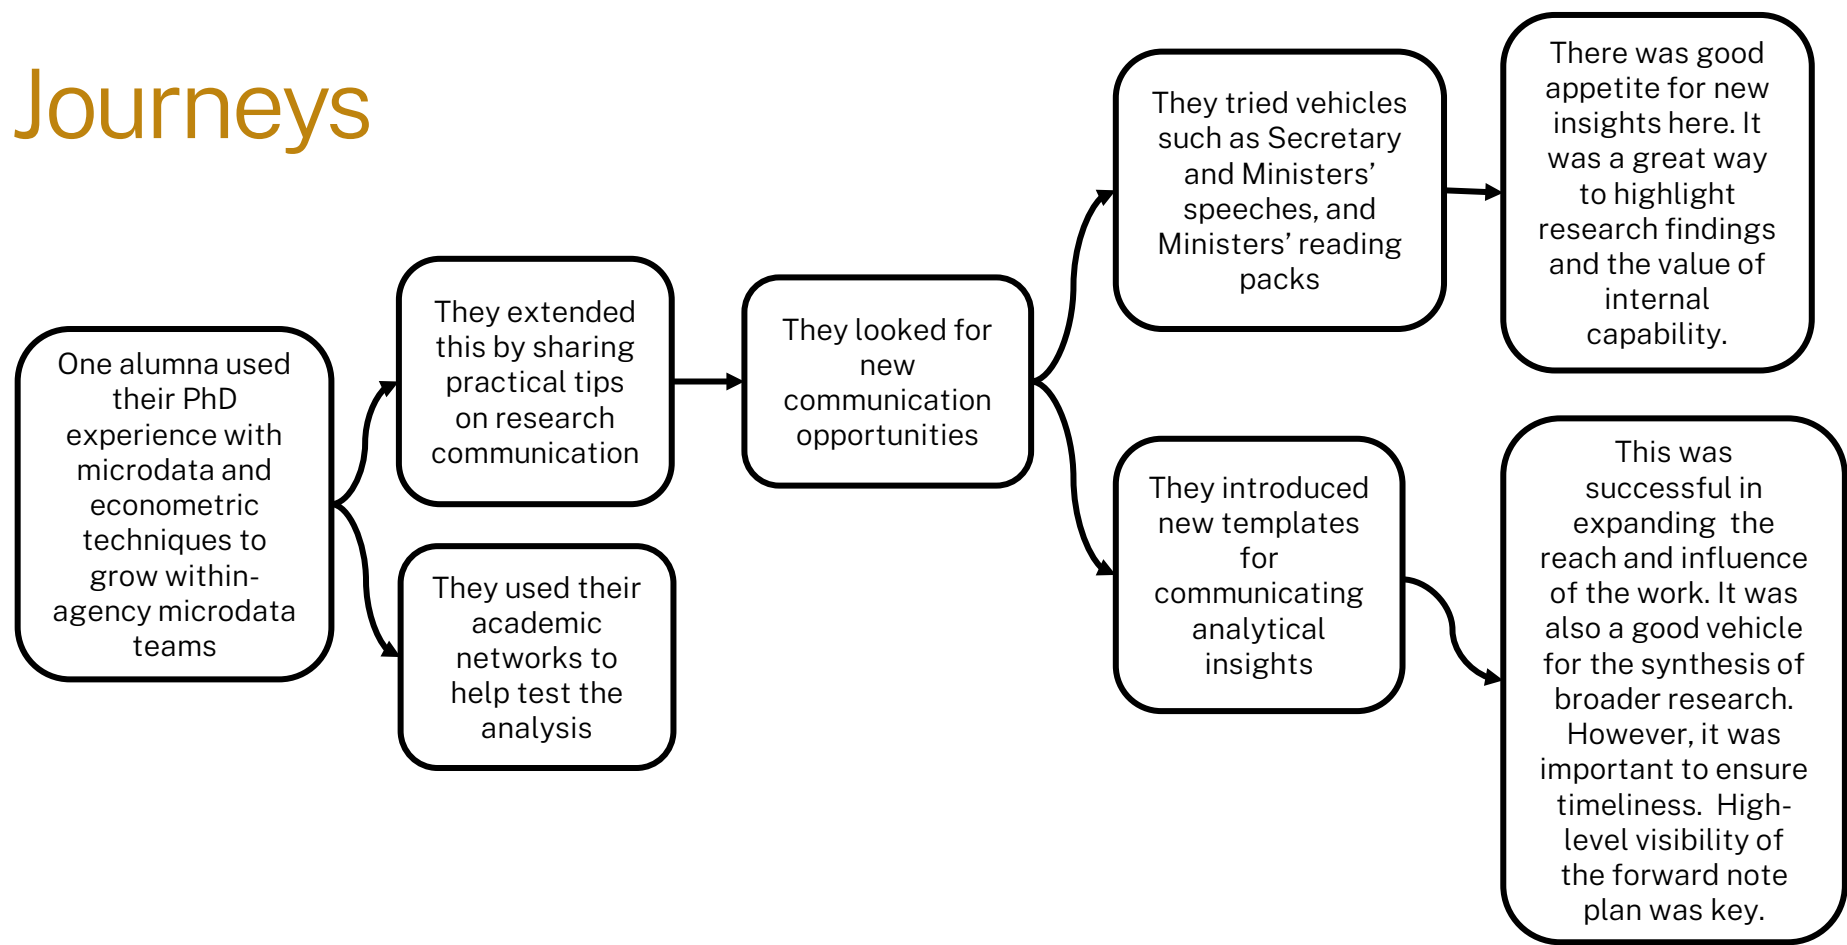 Journeys
One alumna used
their PhD
experience with
microdata and
econometric
techniques to
grow within-
agency microdata
teams
They extended
this by sharing
practical tips
on research
communication
They used their
academic
networks to
help test the
analysis
They looked for
new
communication
opportunities
They tried vehicles
such as Secretary
and Ministers’
speeches, and
Ministers’ reading
packs
There was good
appetite for new
insights here. It
was a great way
to highlight
research findings
and the value of
internal
capability.
They introduced
new templates
for
communicating
analytical
insights
This was
successful in
expanding  the
reach and influence
of the work. It was
also a good vehicle
for the synthesis of
broader research.
However, it was
important to ensure
timeliness.  High-
level visibility of
the forward note
plan was key.